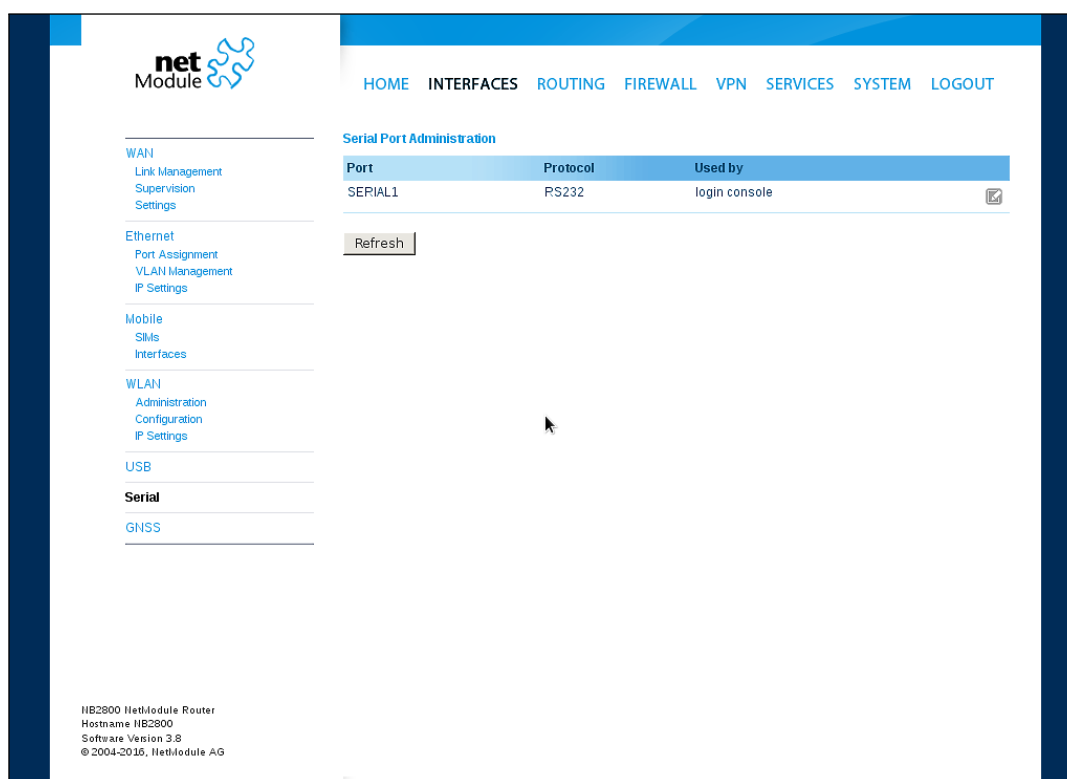 net
Module
HOME INTERFACES ROUTING FIREWALL VPN SERVICES SYSTEM LOGOUT
WAN
Link Management
Supervision
Settings
Ethernet
Port Assignment
VLAN Management
IP Settings
Mobile
SIMs
Interfaces
WLAN
Administration
Configuration
IP Settings
USB
Serial
GNSS
Serial Port Administration
Port Protocol Used by
SERIAL1 RS232 login console
Refresh
NB2800 NetModule Router
Hostname NB2800
Software Version 3.8
© 2004-2016, NetModule AG